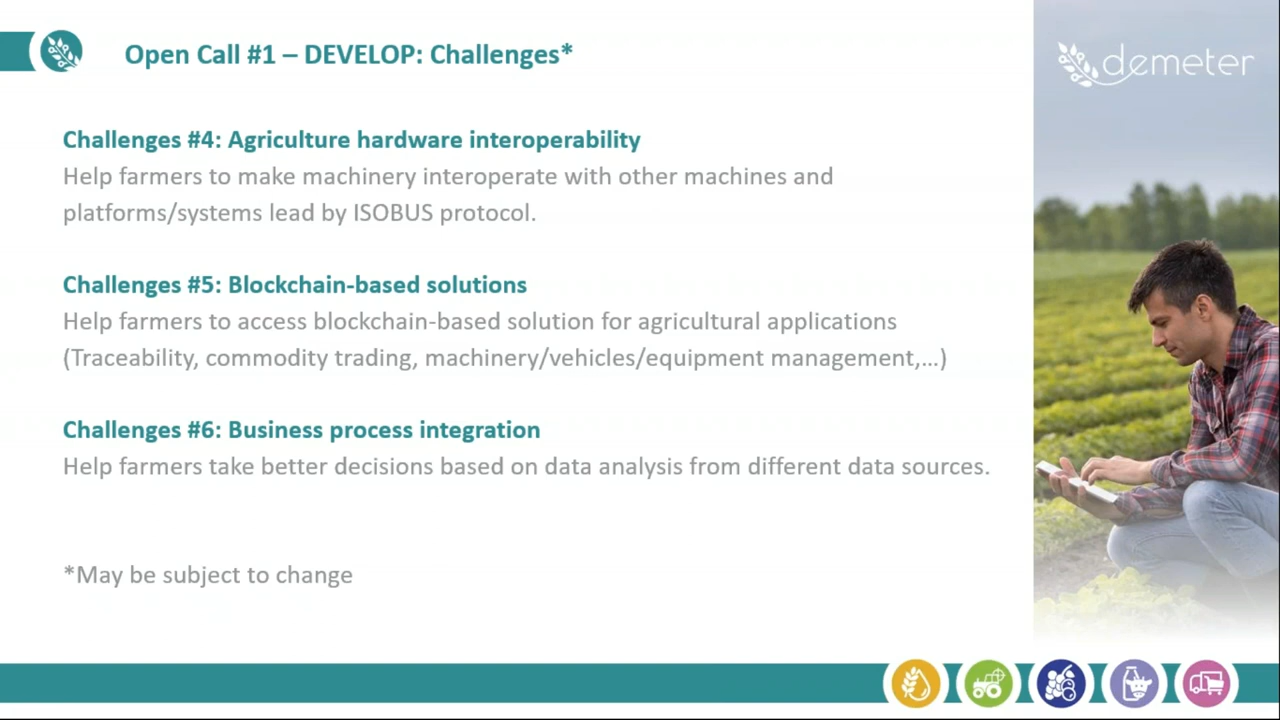 Open Call #1 – DEVELOP: Challenges*
demeter
Challenges #4: Agriculture hardware interoperability
Help farmers to make machinery interoperate with other machines and
platforms/systems lead by ISOBUS protocol.
Challenges #5: Blockchain-based solutions
Help farmers to access blockchain-based solution for agricultural applications
(Traceability, commodity trading, machinery/vehicles/equipment management,...)
Challenges #6: Business process integration
Help farmers take better decisions based on data analysis from different data sources.
*May be subject to change